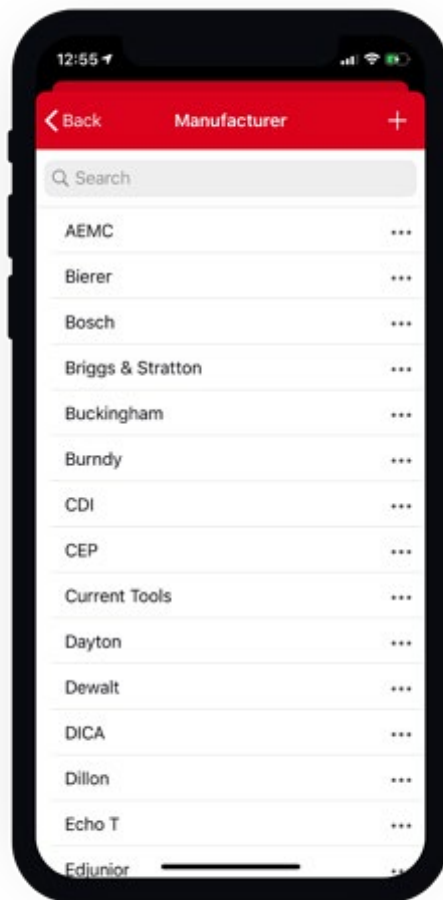 12:55
Back Manufacturer +
Search
AEMC
Bierer
Bosch
Briggs & Stratton
Buckingham
Burndy
CDI
CEP
Current Tools
Dayton
Dewalt
DICA
Dillon
Echo T
Edjunior